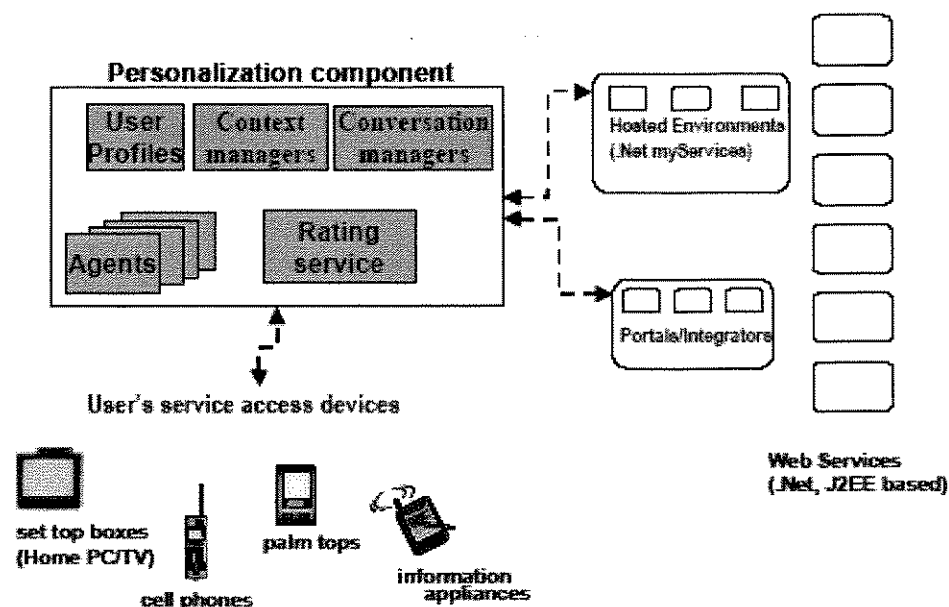 Personalization component
User
Profiles
Context
managers
Conversation
managers
Agents
Rating
service
Hosted Environments
(.Net myServices)
Portals/Integrators
User's service access devices
Web Services
(.Net, J2EE based)
set top boxes
(Home PC/TV)
cell phones
palm tops
information
appliances